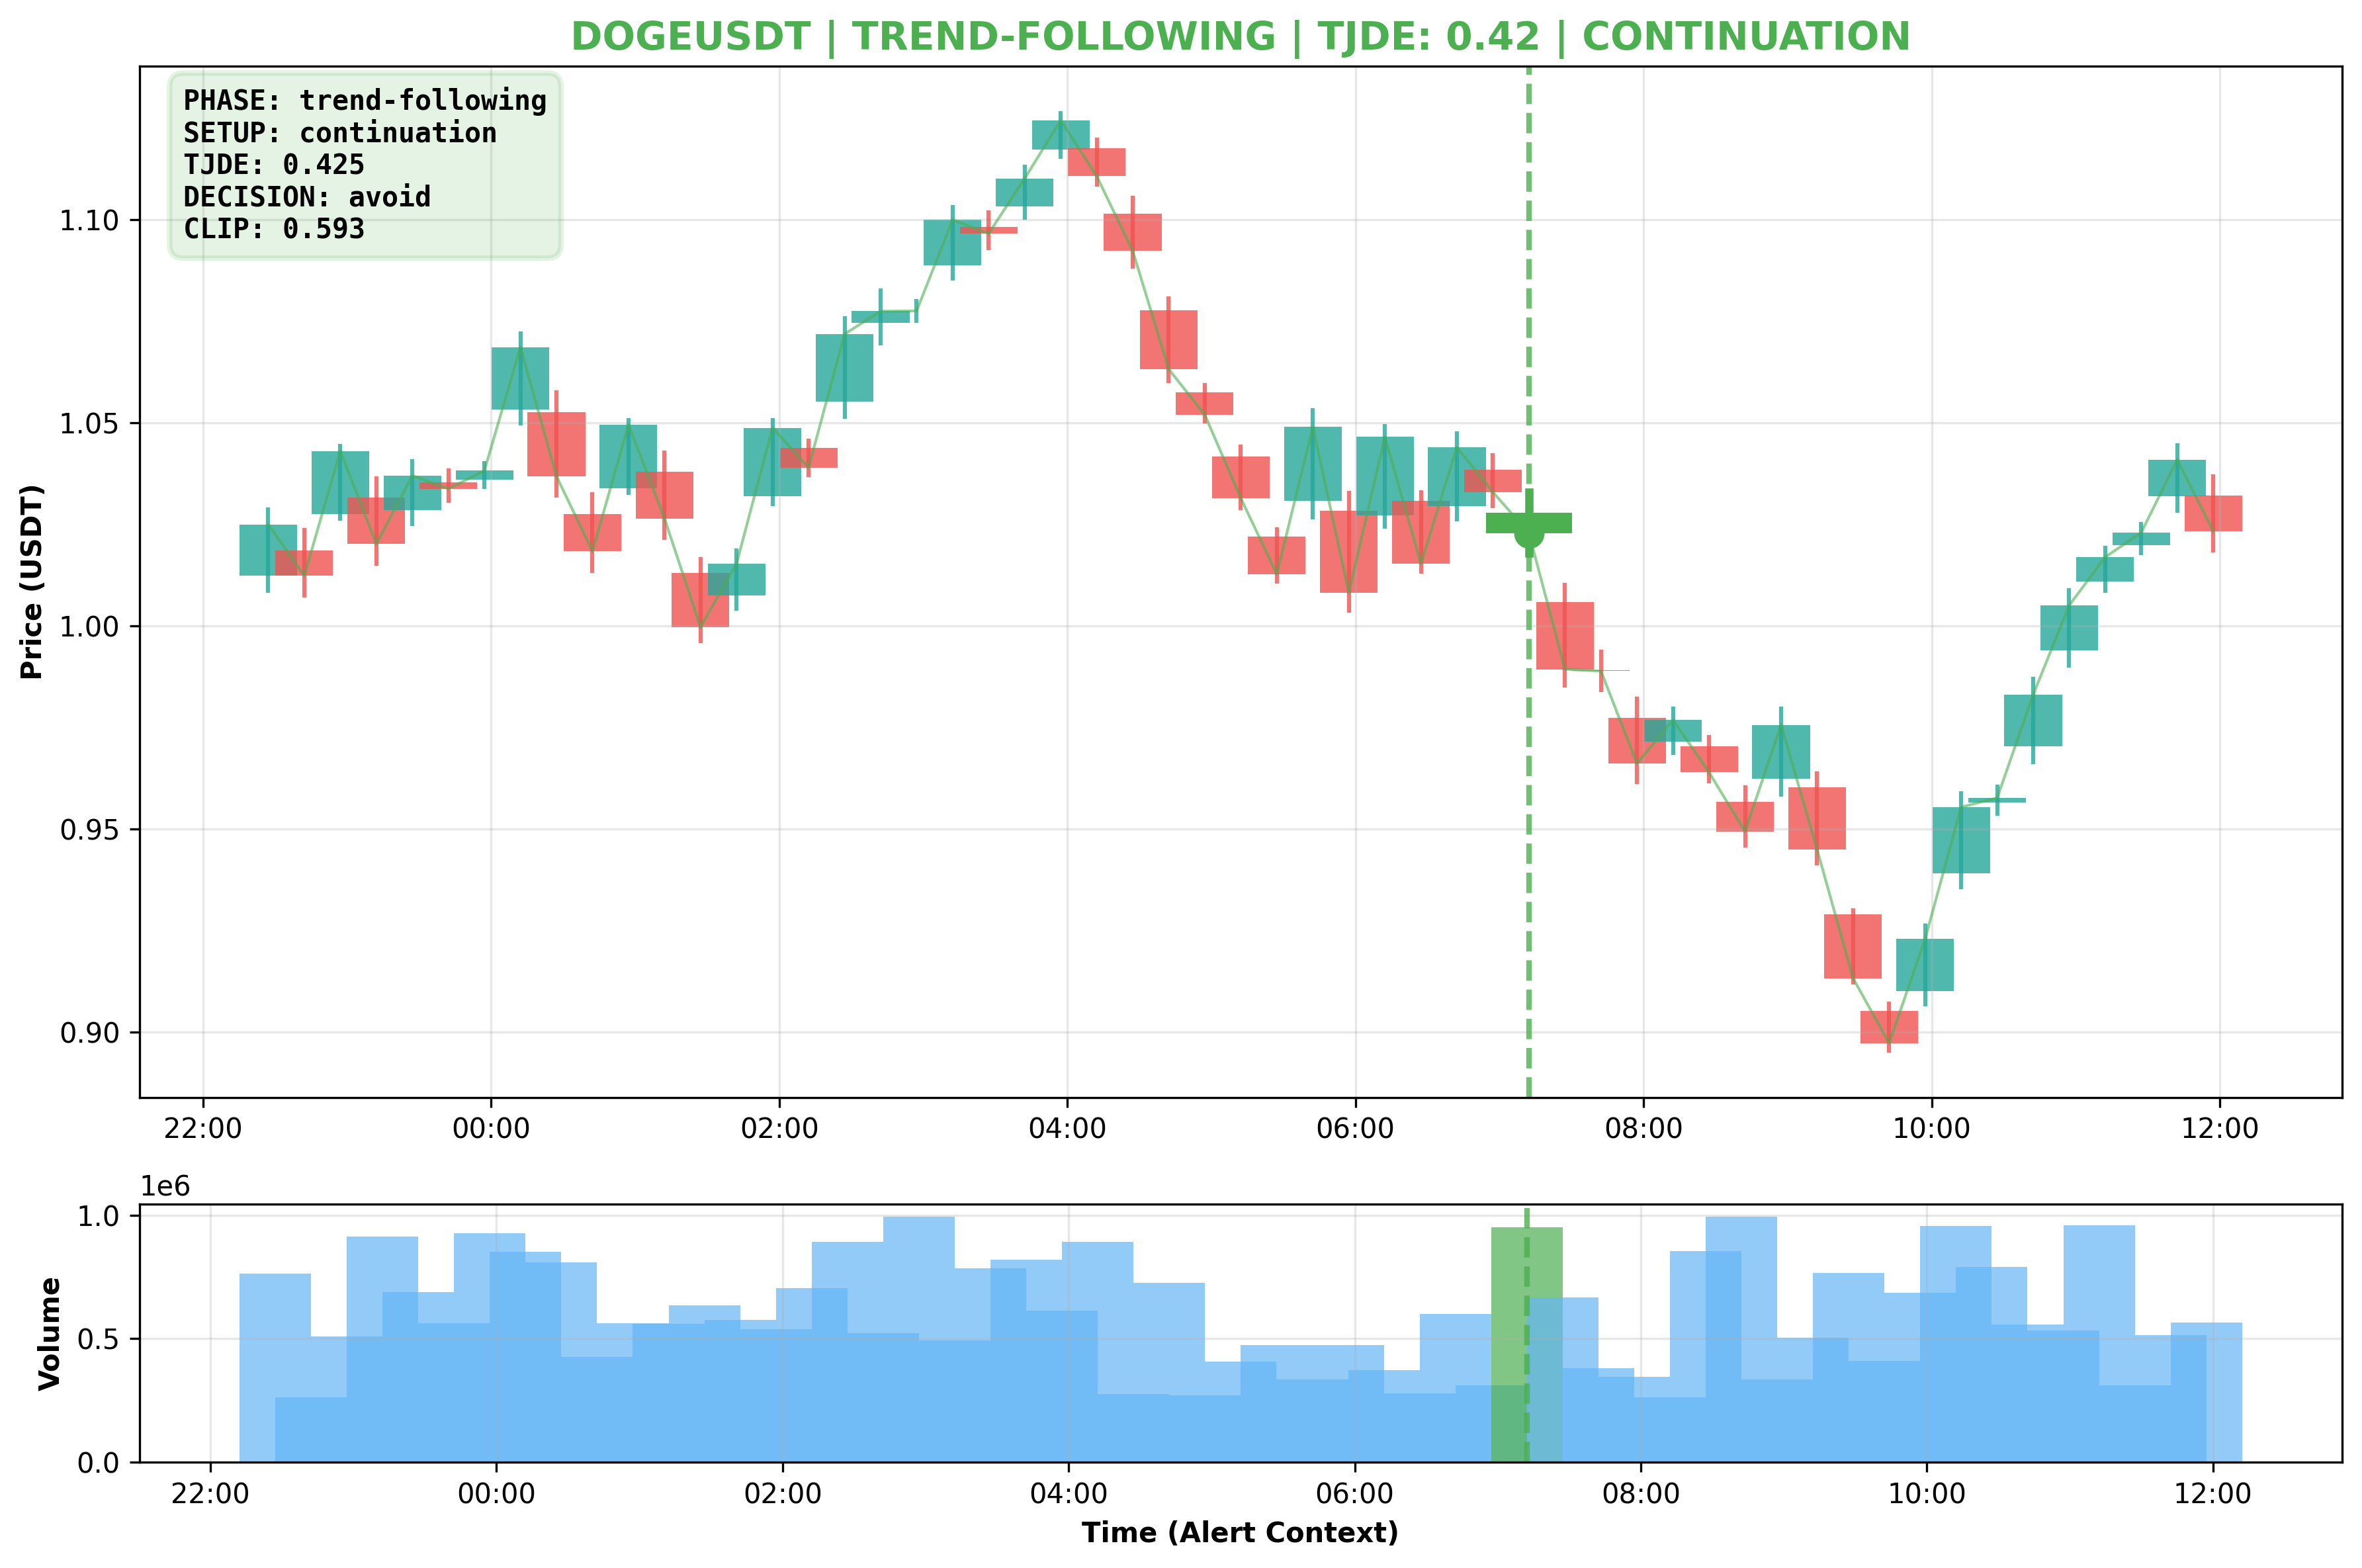 DOGEUSDT | TREND-FOLLOWING | TJDE: 0.42 | CONTINUATION
PHASE: trend-following
SETUP: continuation
TJDE: 0.425
DECISION: avoid
CLIP: 0.593
Price (USDT)
1.10
1.05
1.00
0.95
0.90
22:00 00:00 02:00 04:00 06:00 08:00 10:00 12:00
1e6
Volume
1.0
0.5
0.0
22:00 00:00 02:00 04:00 06:00 08:00 10:00 12:00
Time (Alert Context)